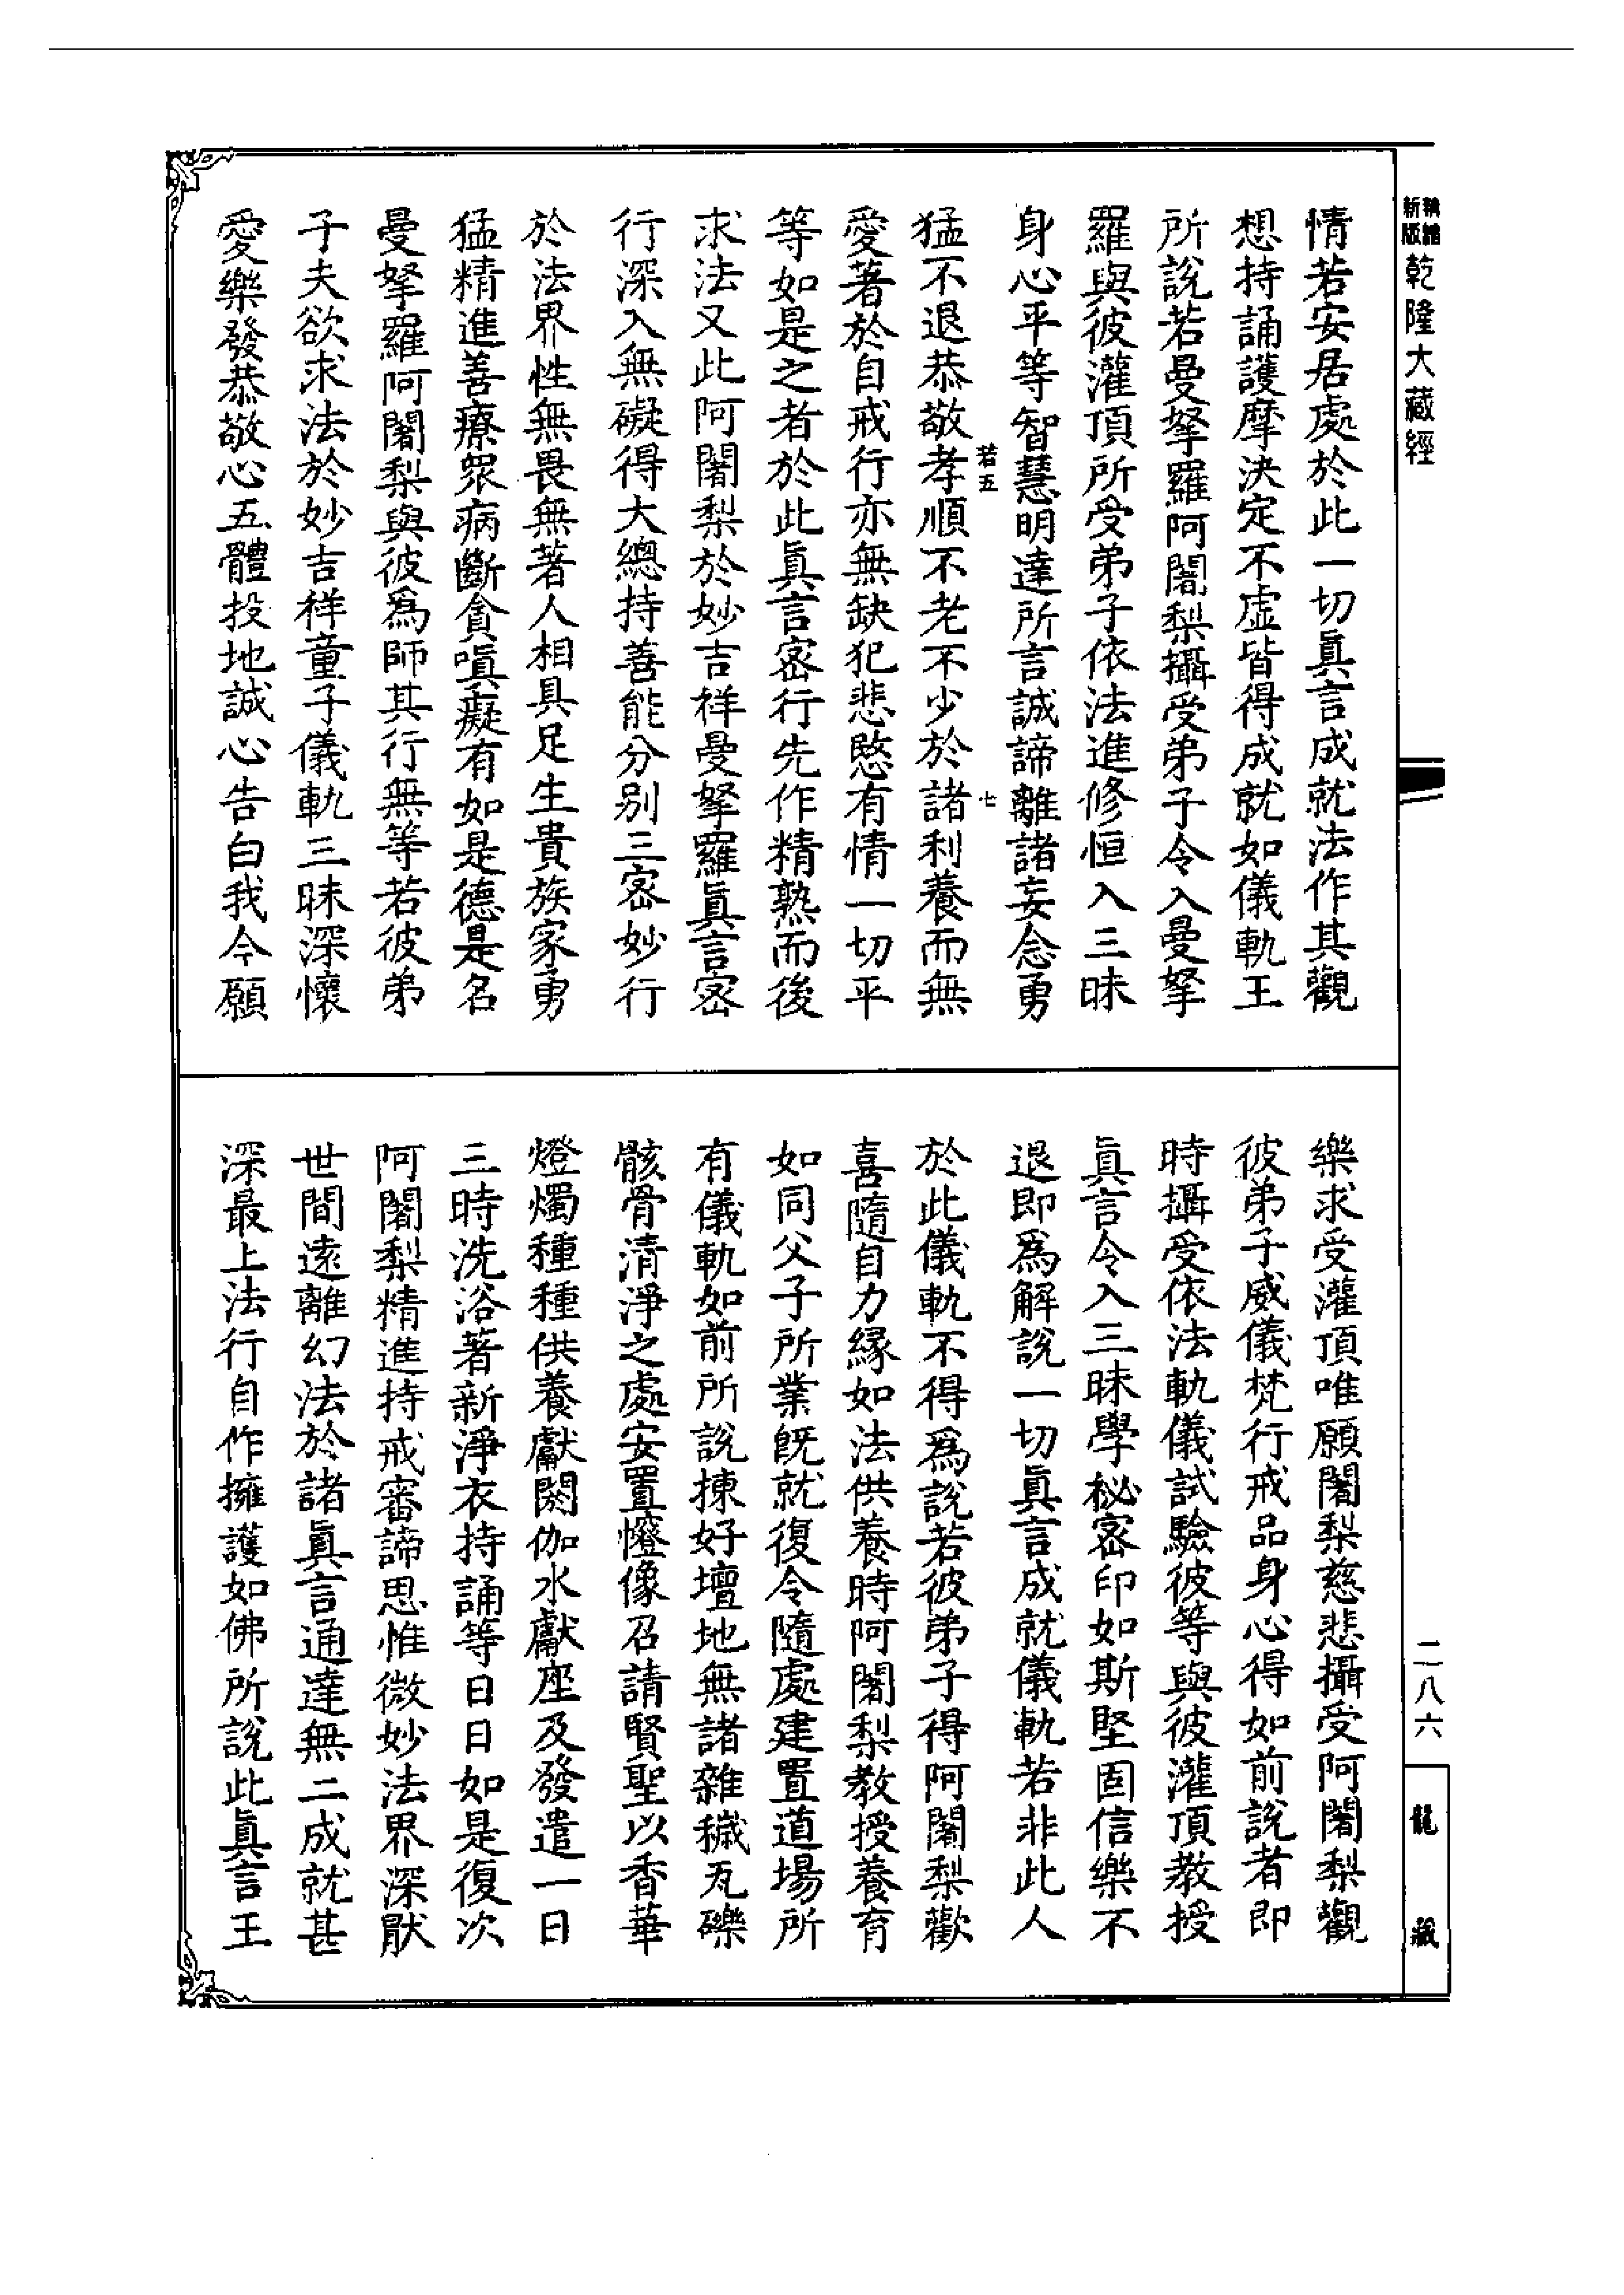 精縮新版乾隆大藏經
情若安居處於此一切眞言成就法作其觀
想持誦護摩決定不虛皆得成就如儀軌王
所說若曼拏羅阿闍梨攝受弟子令入曼拏
羅與彼灌頂所受弟子依法進修恒入三昧
身心平等智慧明達所言誠諦離諸妄念勇
若五 七
猛不退恭敬孝順不老不少於諸利養而無
愛著於自戒行亦無缺犯悲愍有情一切平
等如是之者於此眞言密行先作精熟而後
求法又此阿闍梨於妙吉祥曼拏羅眞言密
行深入無礙得大總持善能分别三密妙行
於法界性無畏無著人相具足生貴族家勇
猛精進善療衆病斷貪嗔癡有如是德是名
曼拏羅阿闍梨與彼爲師其行無等若彼弟
子夫欲求法於妙吉祥童子儀軌三昧深懷
愛樂發恭敬心五體投地誠心告白我今願
樂求受灌頂唯願闍梨慈悲攝受阿闍梨觀
彼弟子威儀梵行戒品身心得如前說者即
時攝受依法軌儀試驗彼等與彼灌頂教授
眞言令入三昧學秘密印如斯堅固信樂不
退即爲解說一切眞言成就儀軌若非此人
於此儀軌不得爲說若彼弟子得阿闍梨歡
喜隨自力緣如法供養時阿闍梨教授養育
如同父子所業旣就復令隨處建置道場所
有儀軌如前所說揀好壇地無諸雜穢瓦礫
骸骨清淨之處安置㡧像召請賢聖以香華
燈燭種種供養獻閼伽水獻座及發遣一日
三時洗浴著新淨衣持誦等日日如是復次
阿闍梨精進持戒審諦思惟微妙法界深厭
世間遠離幻法於諸眞言通達無二成就甚
深最上法行自作擁護如佛所說此眞言王
二八六
龍藏